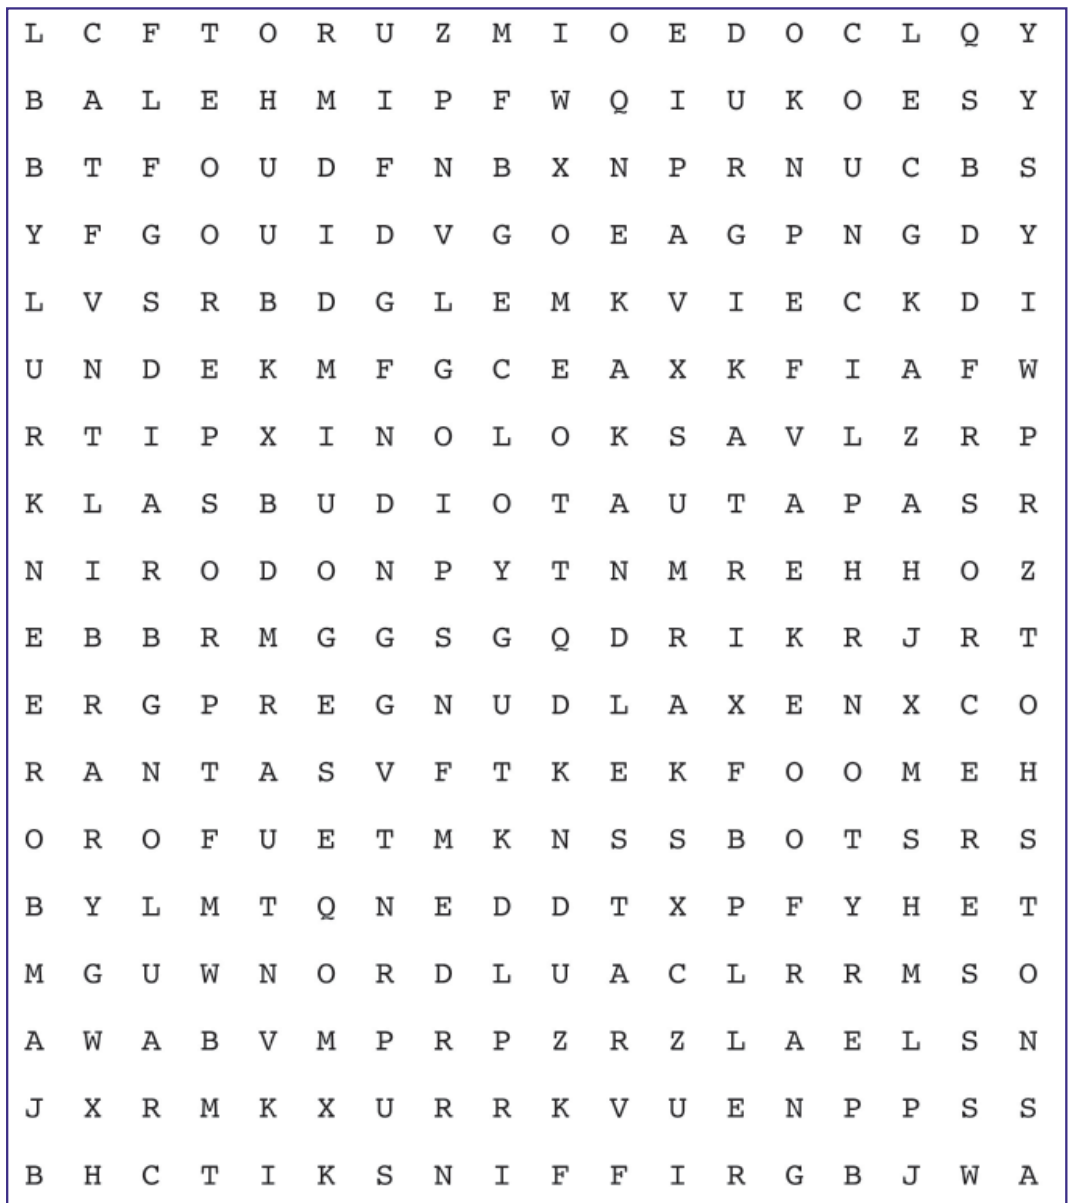 L C F T O R U Z M I O E D O C L Q Y
B A L E H M I P F W Q I U K O E S Y
B T F O U D F N B X N P R N U C B S
Y F G O U I D V G O E A G P N G D Y
L V S R B D G L E M K V I E C K D I
U N D E K M F G C E A X K F I A F W
R T I P X I N O L O K S A V L Z R P
K L A S B U D I O T A U T A P A S R
N I R O D O N P Y T N M R E H H O Z
E B B R M G G S G Q D R I K R J R T
E R G P R E G N U D L A X E N X C O
R A N T A S V F T K E K F O O M E H
O R O F U E T M K N S S B O T S R S
B Y L M T Q N E D D T X P F Y H E T
M G U W N O R D L U A C L R R M S O
A W A B V M P R P Z R Z L A E L S N
J X R M K X U R R K V U E N P P S S
B H C T I K S N I F F I R G B J W A